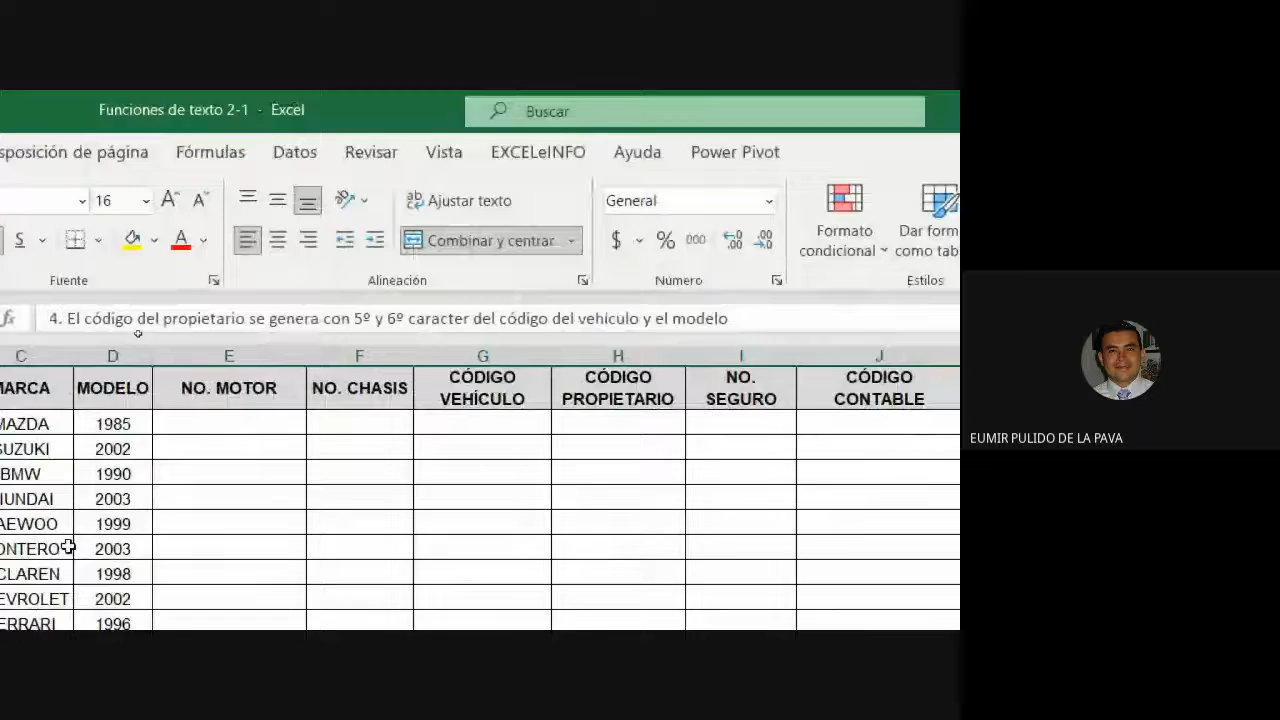 Funciones de texto 2-1 - Excel
Buscar
sposición de página Fórmulas Datos Revisar Vista EXCELeINFO Ayuda Power Pivot
16 A A ab Ajustar texto General
S A Combinar y centrar $ % 000 ,00
Formato condicional
Dar form
como tab
Fuente Alineación Número Estilos
fx 4. El código del propietario se genera con 5º y 6º caracter del código del vehículo y el modelo
C D E F G H I J
MARCA MODELO NO. MOTOR NO. CHASIS CÓDIGO VEHÍCULO CÓDIGO PROPIETARIO NO. SEGURO CÓDIGO CONTABLE
MAZDA 1985
SUZUKI 2002
BMW 1990
HIUNDAI 2003
AEWOO 1999
ONTERO 2003
CLAREN 1998
EVROLET 2002
ERRARI 1996
EUMIR PULIDO DE LA PAVA